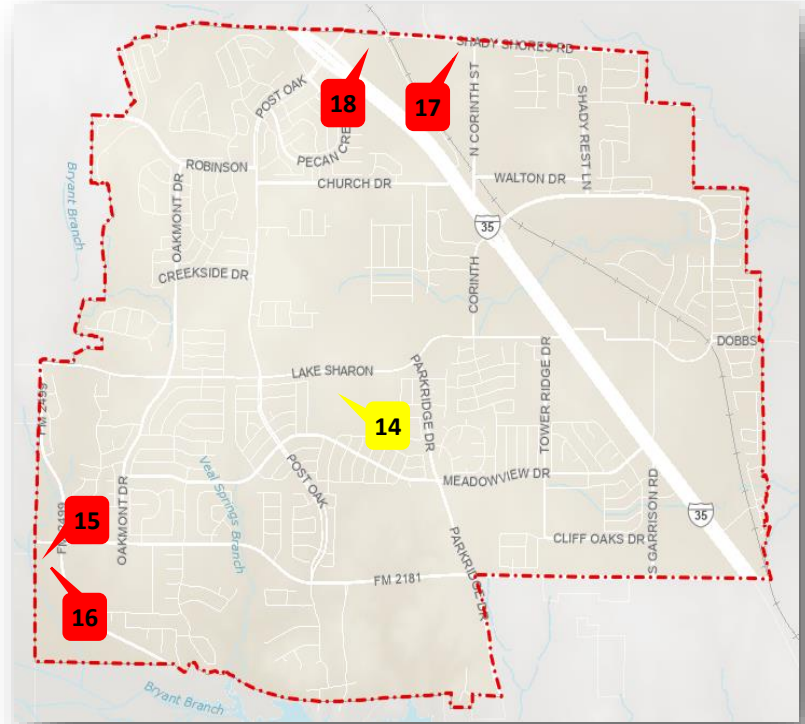 SHADY SHORES RD
18
17
POST OAK
N CORINTH ST
SHADY REST LN
PECAN CRE
ROBINSON
Bryant Branch
OAKMONT DR
CHURCH DR
WALTON DR
35
CREEKSIDE DR
CORINTH
DOBBS
TOWER RIDGE DR
LAKE SHARON
PARKRIDGE DR
FM 2499
14
POST OAK
Veal Springs Branch
MEADOWVIEW DR
OAKMONT DR
S GARRISON RD
15
FM 2499
35
CLIFF OAKS DR
PARKRIDGE DR
FM 2181
16
Bryant Branch